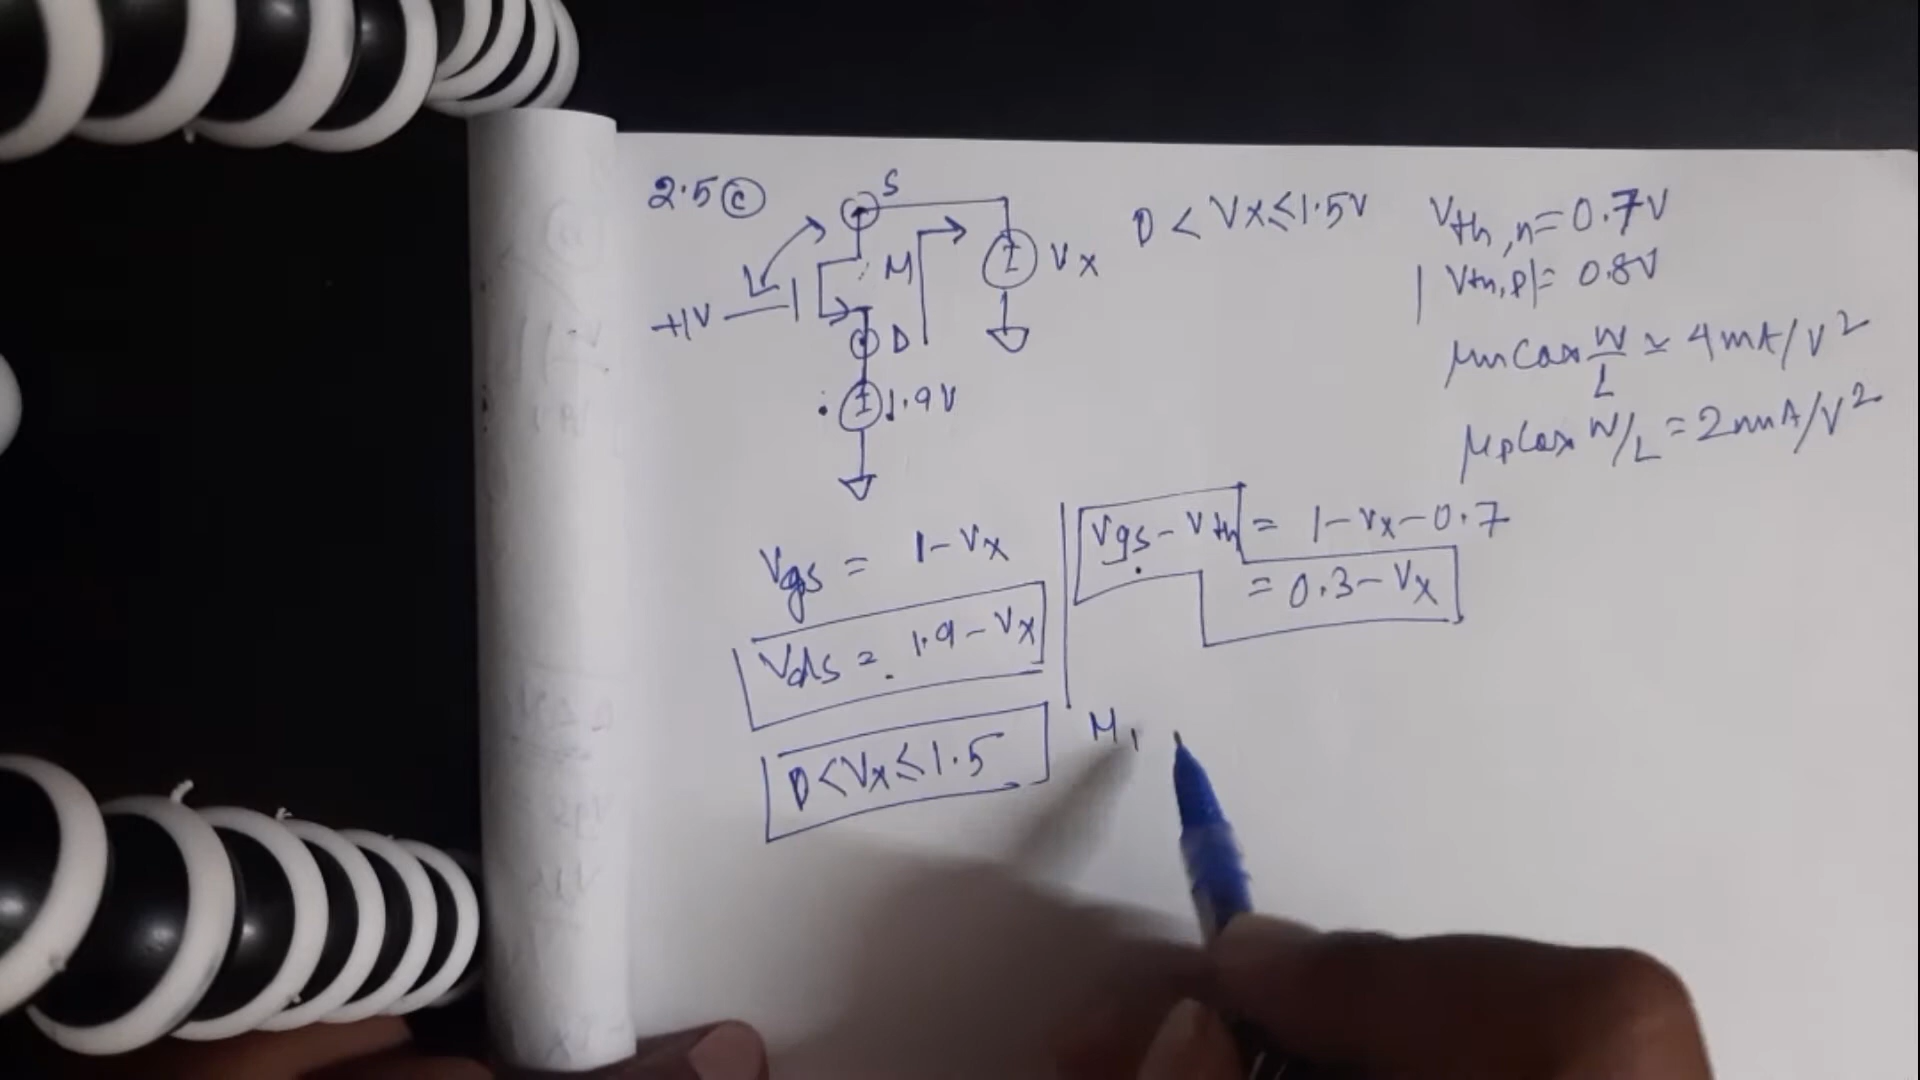 2.5 ⓒ
S
M
+1V
D
1.9V
Vx
0 < Vx ≤ 1.5V
Vth,n = 0.7V
|Vth,p| = 0.8V
μnCox W/L ≃ 4mA/V²
μpCox W/L = 2mA/V²
Vgs = 1-Vx
Vds = 1.9-Vx
0<Vx≤1.5
Vgs-Vth = 1-Vx-0.7
= 0.3-Vx
M1